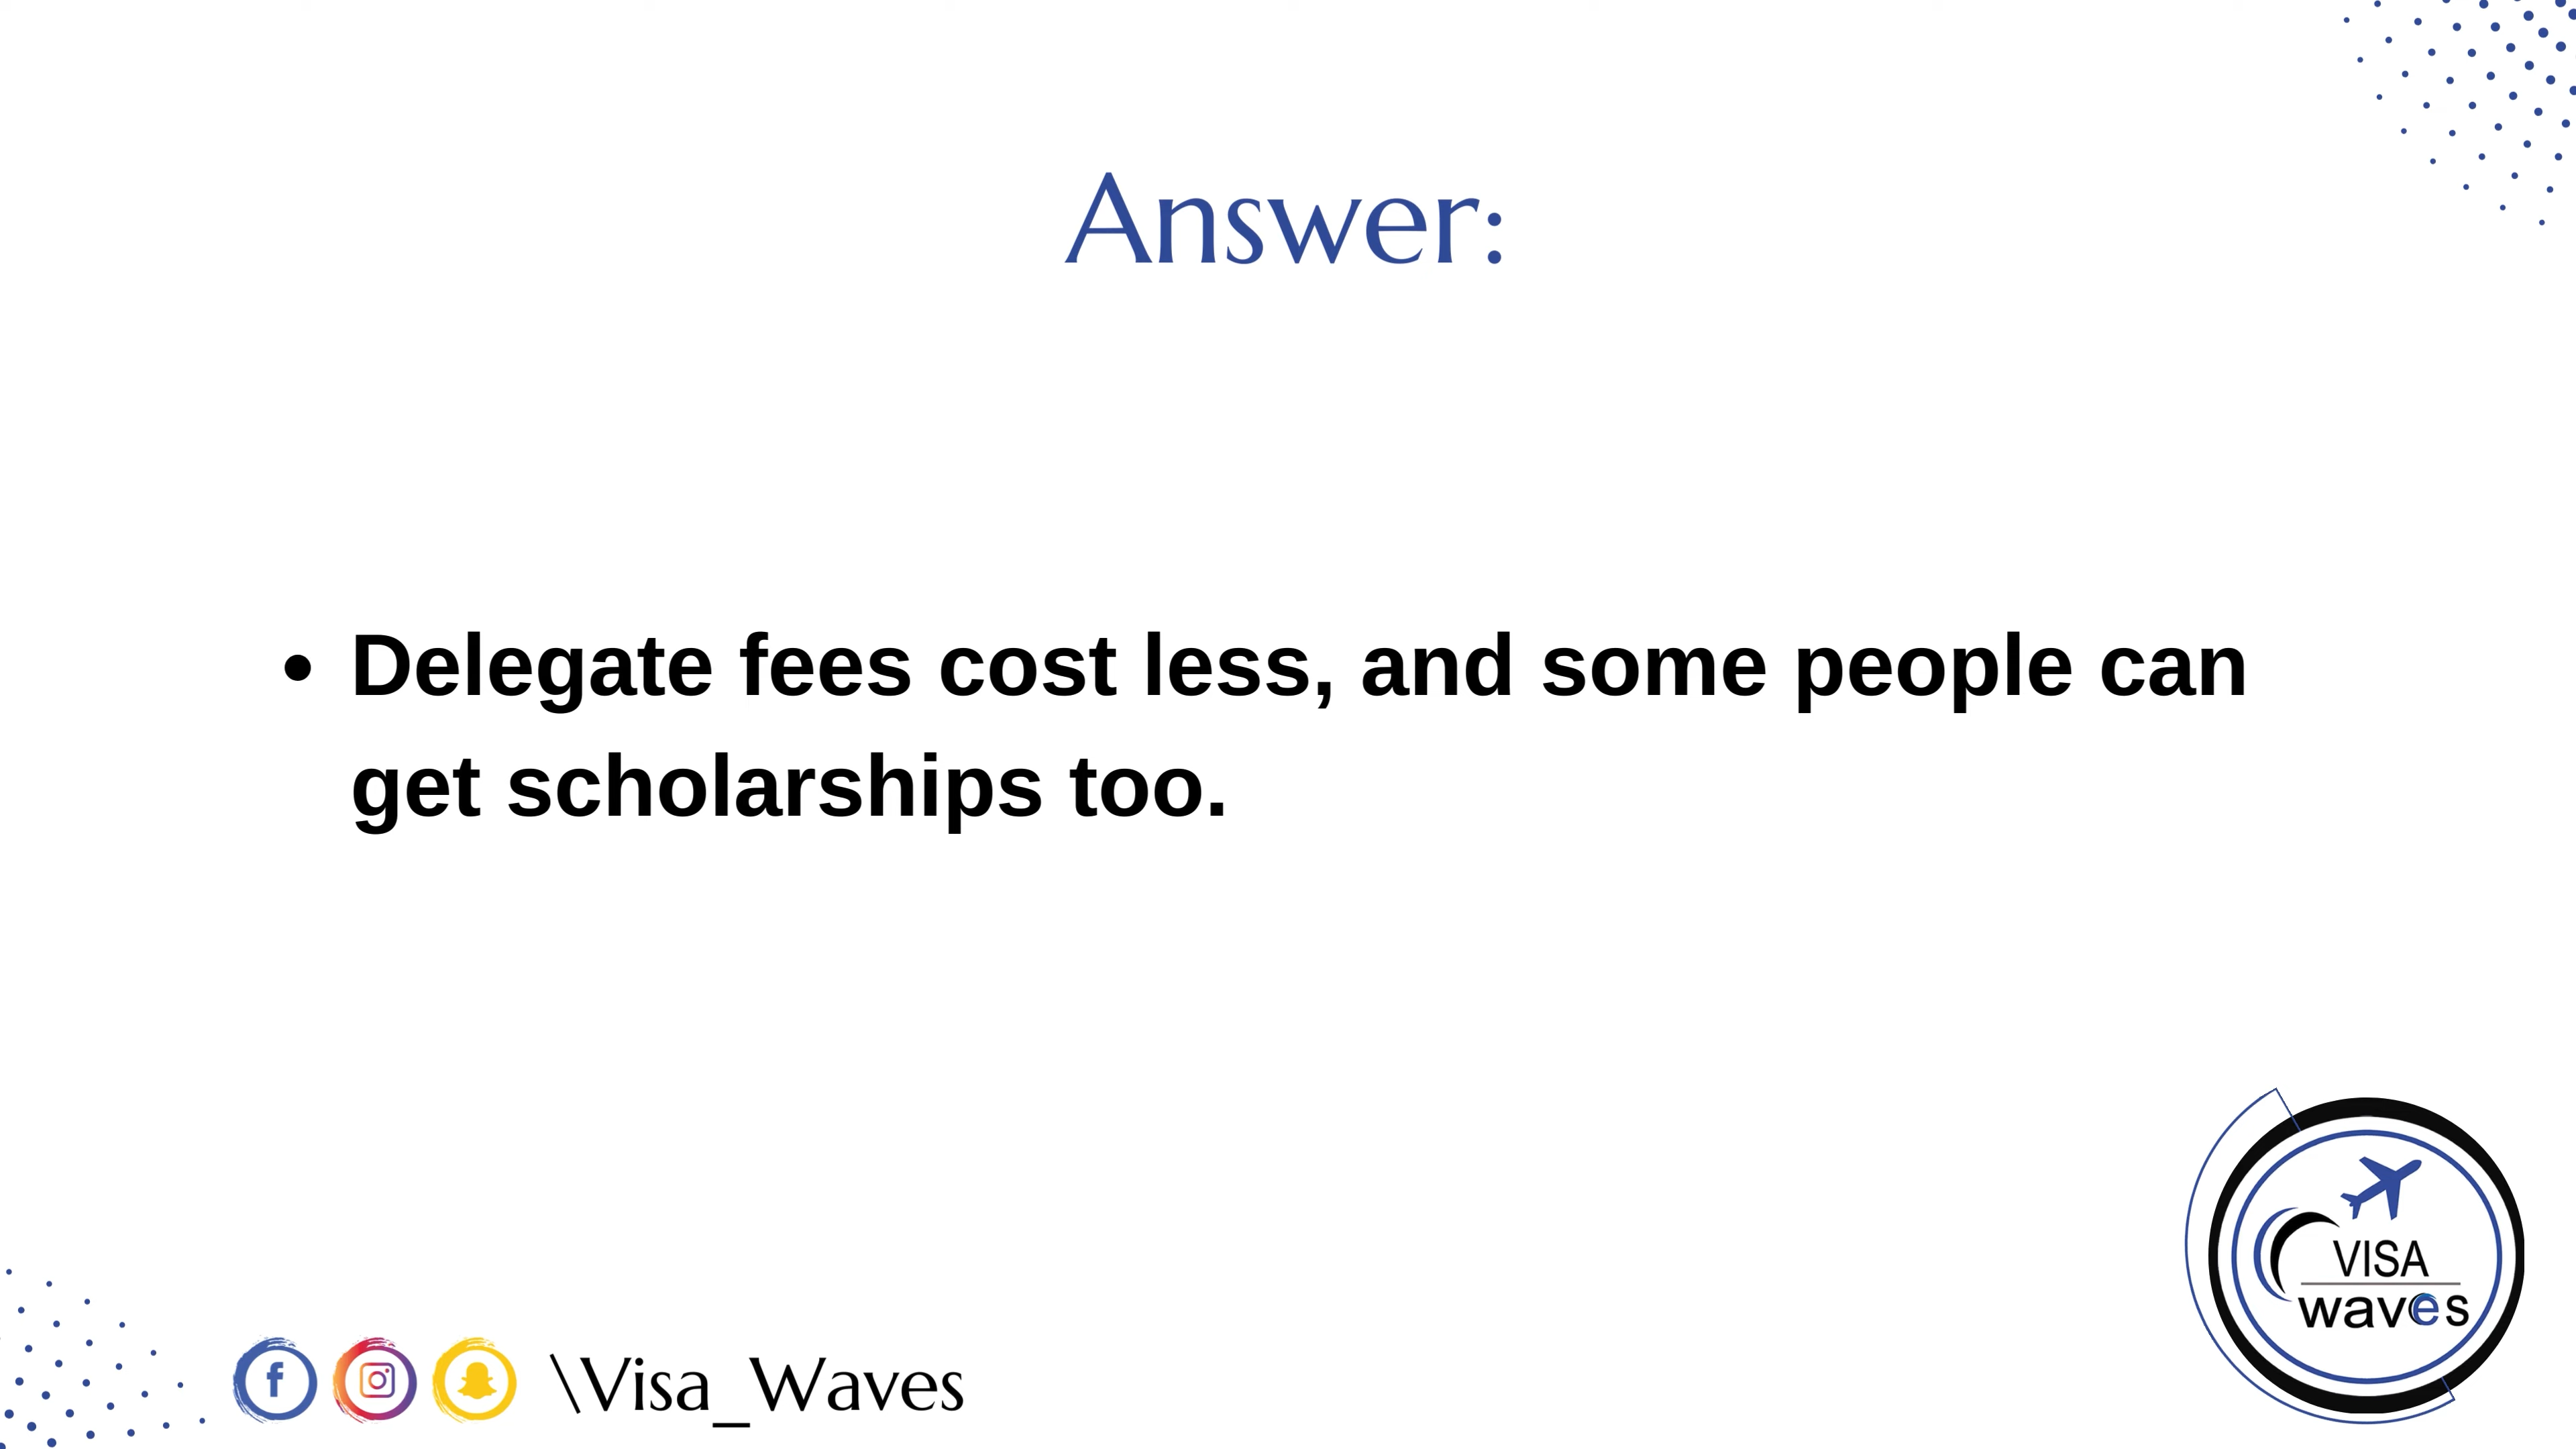 Answer:
• Delegate fees cost less, and some people can
get scholarships too.
VISA
waves
\Visa_Waves